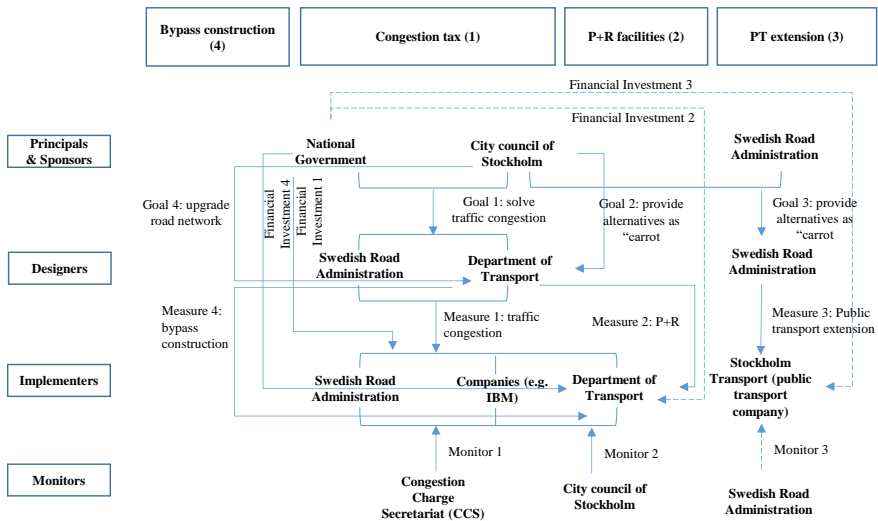 Bypass construction
(4)
Congestion tax (1)
P+R facilities (2)
PT extension (3)
Financial Investment 3
Financial Investment 2
Principals
& Sponsors
National
Government
City council of
Stockholm
Swedish Road
Administration
Goal 4: upgrade
road network
Financial
Investment 4
Financial
Investment 1
Goal 1: solve
traffic congestion
Goal 2: provide
alternatives as
“carrot
Goal 3: provide
alternatives as
“carrot
Designers
Swedish Road
Administration
Department of
Transport
Swedish Road
Administration
Measure 4:
bypass
construction
Measure 1: traffic
congestion
Measure 2: P+R
Measure 3: Public
transport extension
Implementers
Swedish Road
Administration
Companies (e.g.
IBM)
Department of
Transport
Stockholm
Transport (public
transport
company)
Monitor 1
Monitor 2
Monitor 3
Monitors
Congestion
Charge
Secretariat (CCS)
City council of
Stockholm
Swedish Road
Administration